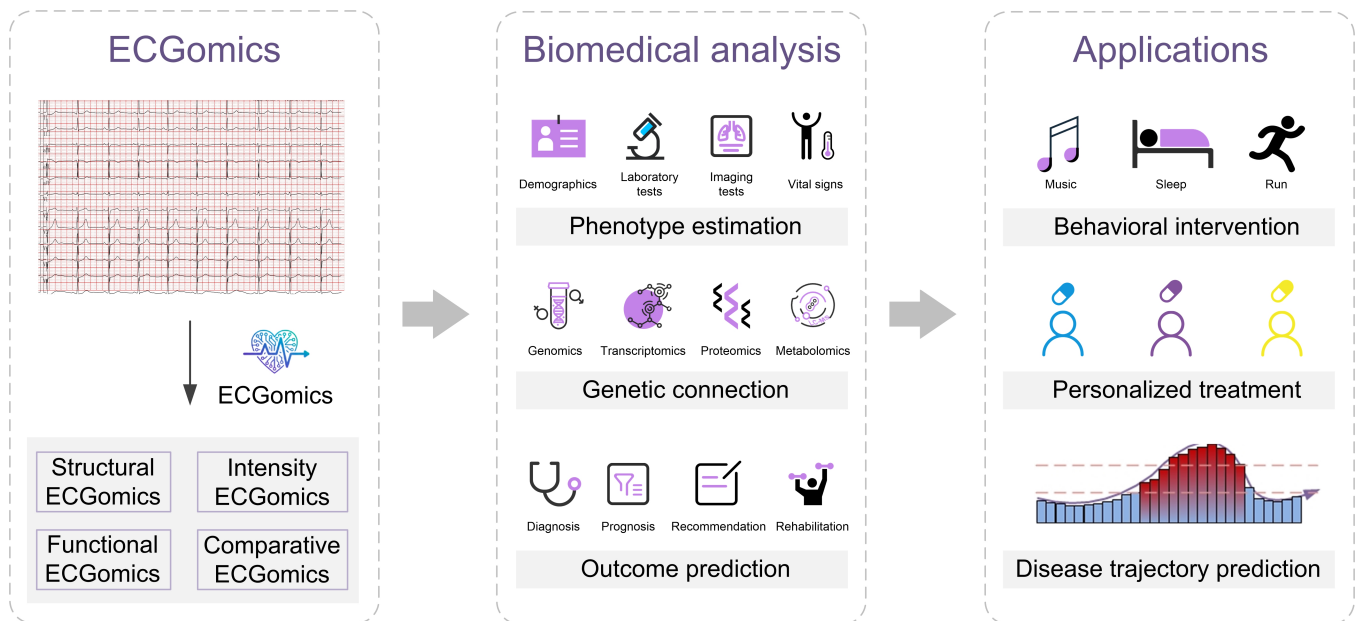 ECGomics
ECGomics
Structural
ECGomics
Intensity
ECGomics
Functional
ECGomics
Comparative
ECGomics
Biomedical analysis
Demographics
Laboratory
tests
Imaging
tests
Vital signs
Phenotype estimation
Genomics
Transcriptomics
Proteomics
Metabolomics
Genetic connection
Diagnosis
Prognosis
Recommendation
Rehabilitation
Outcome prediction
Applications
Music
Sleep
Run
Behavioral intervention
Personalized treatment
Disease trajectory prediction